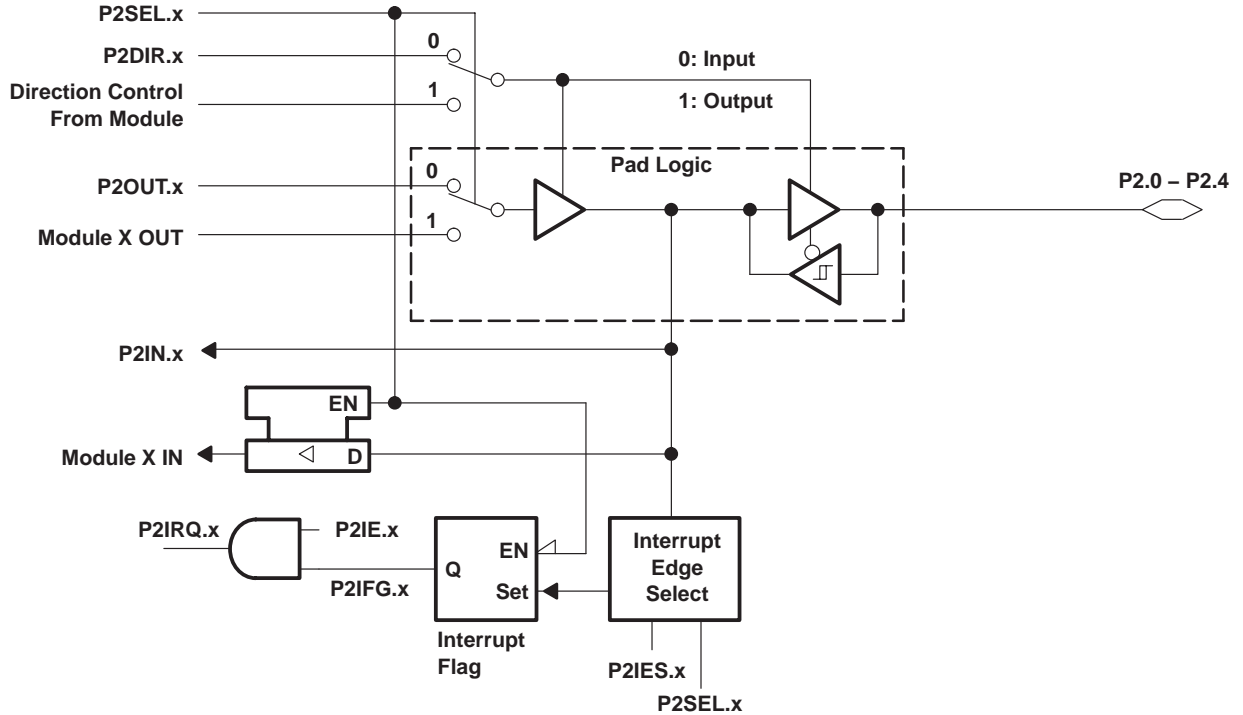 P2SEL.x
P2DIR.x
0
0: Input
Direction Control
From Module
1
1: Output
Pad Logic
P2OUT.x
0
P2.0 – P2.4
Module X OUT
1
P2IN.x
EN
Module X IN
D
P2IRQ.x
P2IE.x
P2IFG.x
Q
EN
Set
Interrupt
Flag
Interrupt
Edge
Select
P2IES.x
P2SEL.x